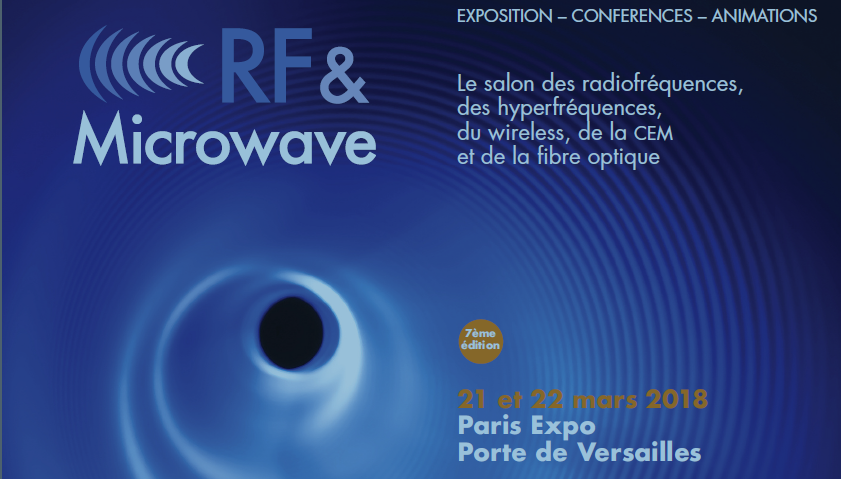 RF &
Microwave
EXPOSITION – CONFERENCES – ANIMATIONS
Le salon des radiofréquences,
des hyperfréquences,
du wireless, de la CEM
et de la fibre optique
7ème
édition
21 et 22 mars 2018
Paris Expo
Porte de Versailles